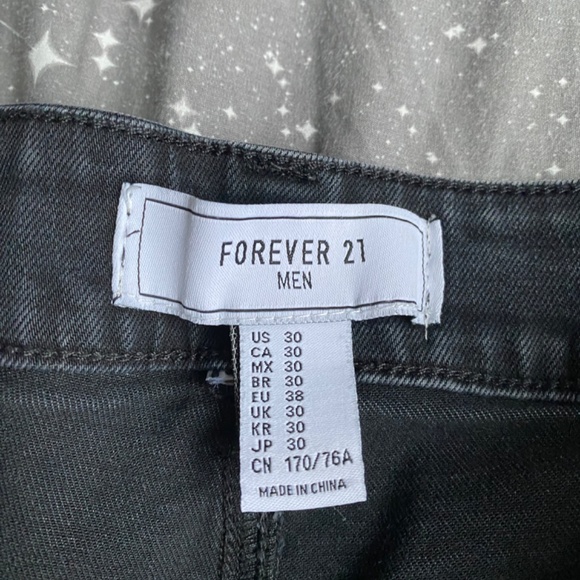 FOREVER 21
MEN
US 30
CA 30
MX 30
BR 30
EU 38
UK 30
KR 30
JP 30
CN 170/76A
MADE IN CHINA